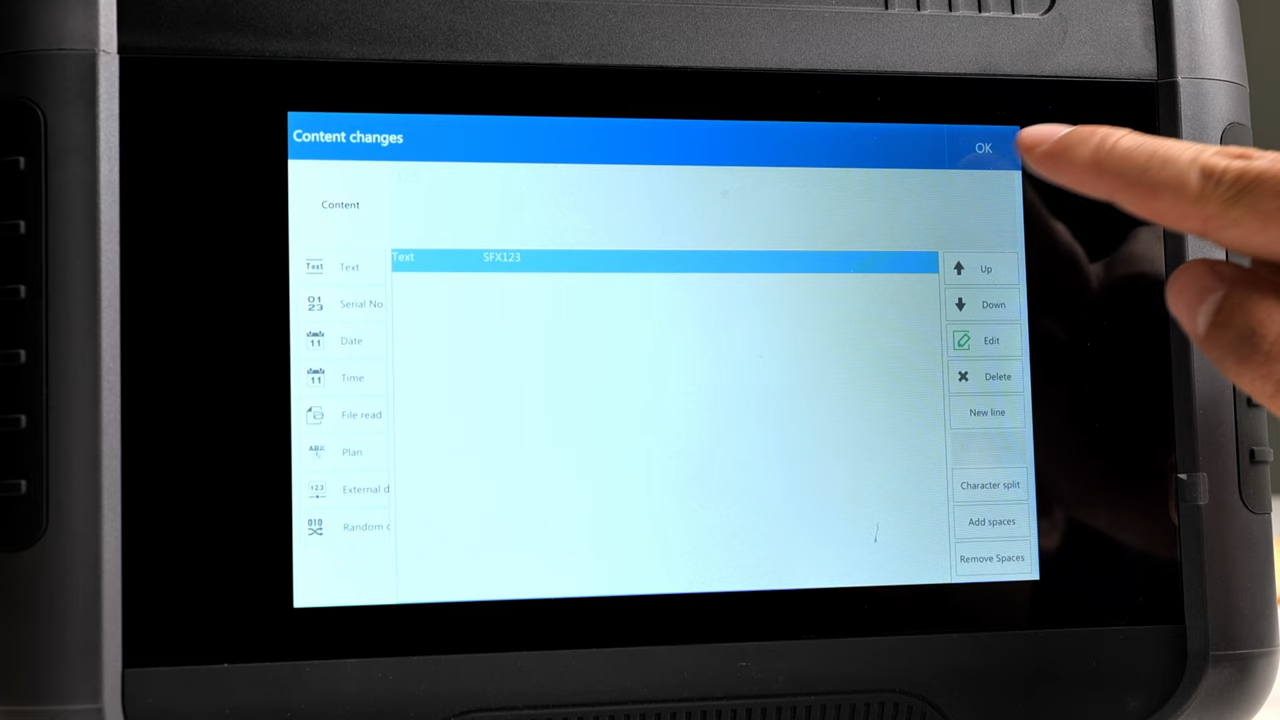 Content changes
OK
Content
Text SFX123
Text
Serial No
Date
Time
File read
Plan
External d
Random c
Up
Down
Edit
Delete
New line
Character split
Add spaces
Remove Spaces